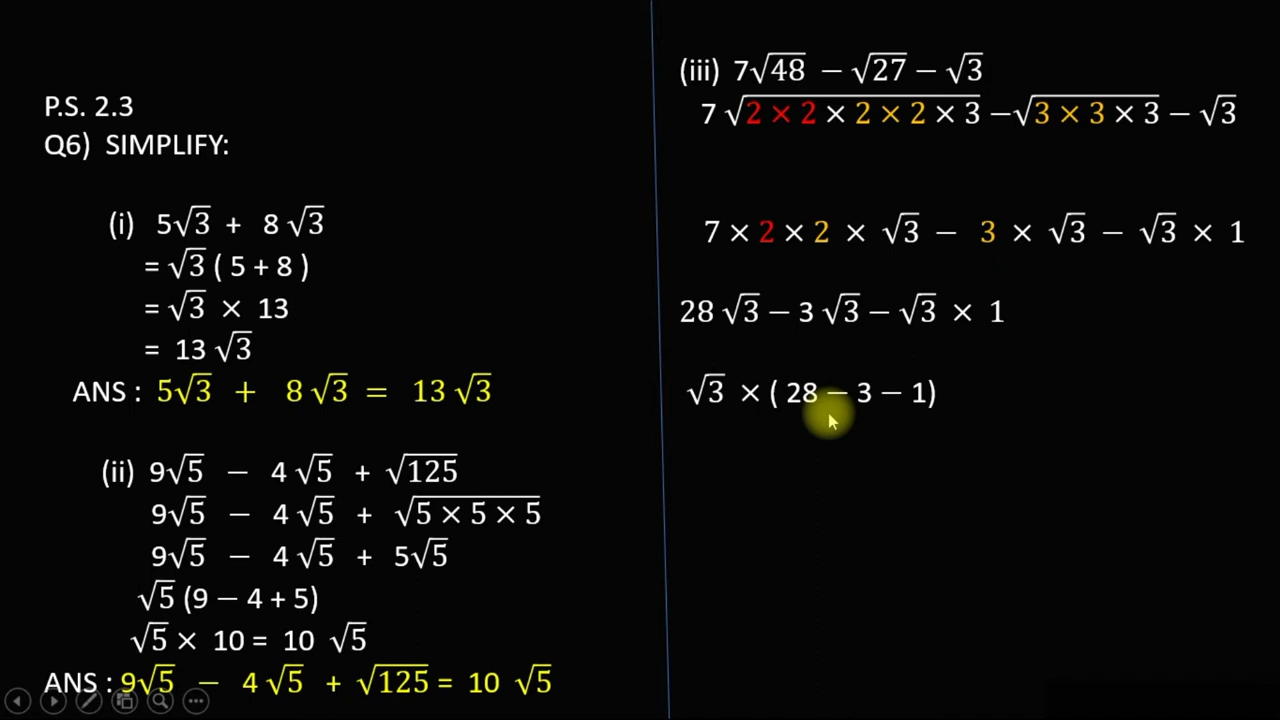 P.S. 2.3
Q6) SIMPLIFY:
(i) 5√3 + 8 √3
= √3 ( 5 + 8 )
= √3 × 13
= 13 √3
ANS : 5√3 + 8 √3 = 13 √3
(ii) 9√5 − 4 √5 + √125
9√5 − 4 √5 + √5 × 5 × 5
9√5 − 4 √5 + 5√5
√5 (9 − 4 + 5)
√5 × 10 = 10 √5
ANS : 9√5 − 4 √5 + √125 = 10 √5
(iii) 7√48 − √27 − √3
7 √2 × 2 × 2 × 2 × 3 −√3 × 3 × 3 − √3
7 × 2 × 2 × √3 − 3 × √3 − √3 × 1
28 √3 − 3 √3 − √3 × 1
√3 × ( 28 − 3 − 1)